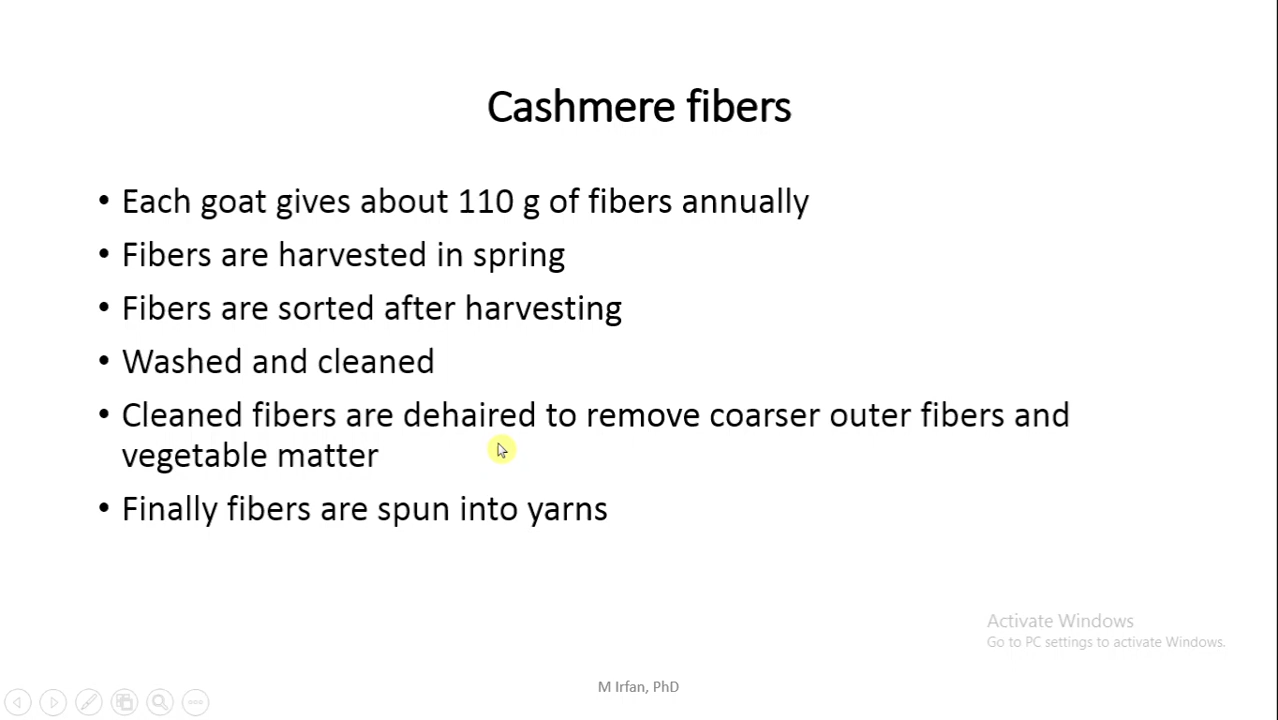 Cashmere fibers
• Each goat gives about 110 g of fibers annually
• Fibers are harvested in spring
• Fibers are sorted after harvesting
• Washed and cleaned
• Cleaned fibers are dehaired to remove coarser outer fibers and
vegetable matter
• Finally fibers are spun into yarns
Activate Windows
Go to PC settings to activate Windows.
M Irfan, PhD